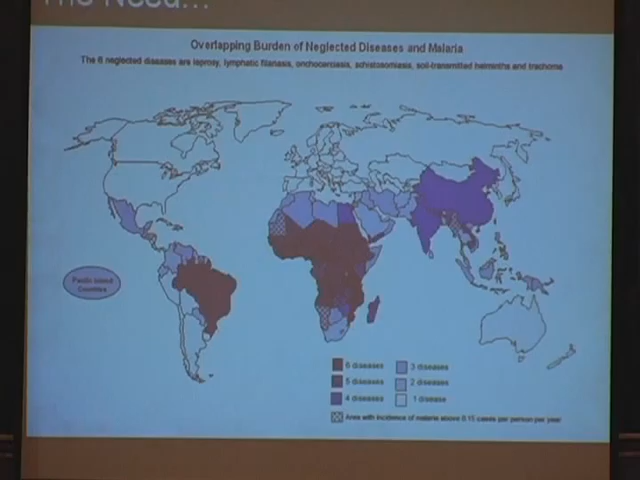 The Need...
Overlapping Burden of Neglected Diseases and Malaria
The 6 neglected diseases are leprosy, lymphatic filariasis, onchocerciasis, schistosomiasis, soil-transmitted helminths and trachoma
Pacific Island
Countries
6 diseases
3 diseases
5 diseases
2 diseases
4 diseases
1 disease
Area with incidence of malaria above 0.15 cases per person per year